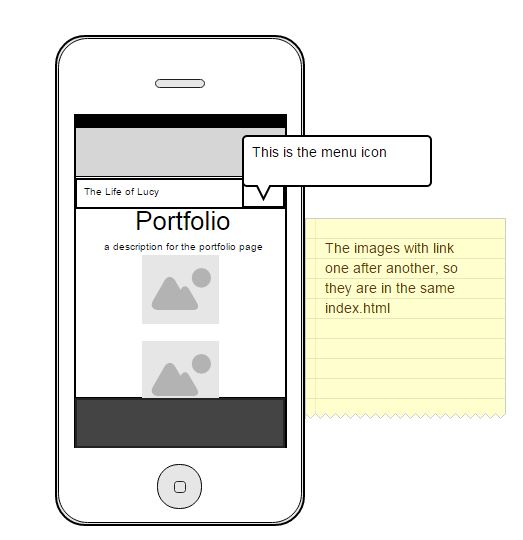 This is the menu icon
The Life of Lucy
Portfolio
a description for the portfolio page
The images with link
one after another, so
they are in the same
index.html